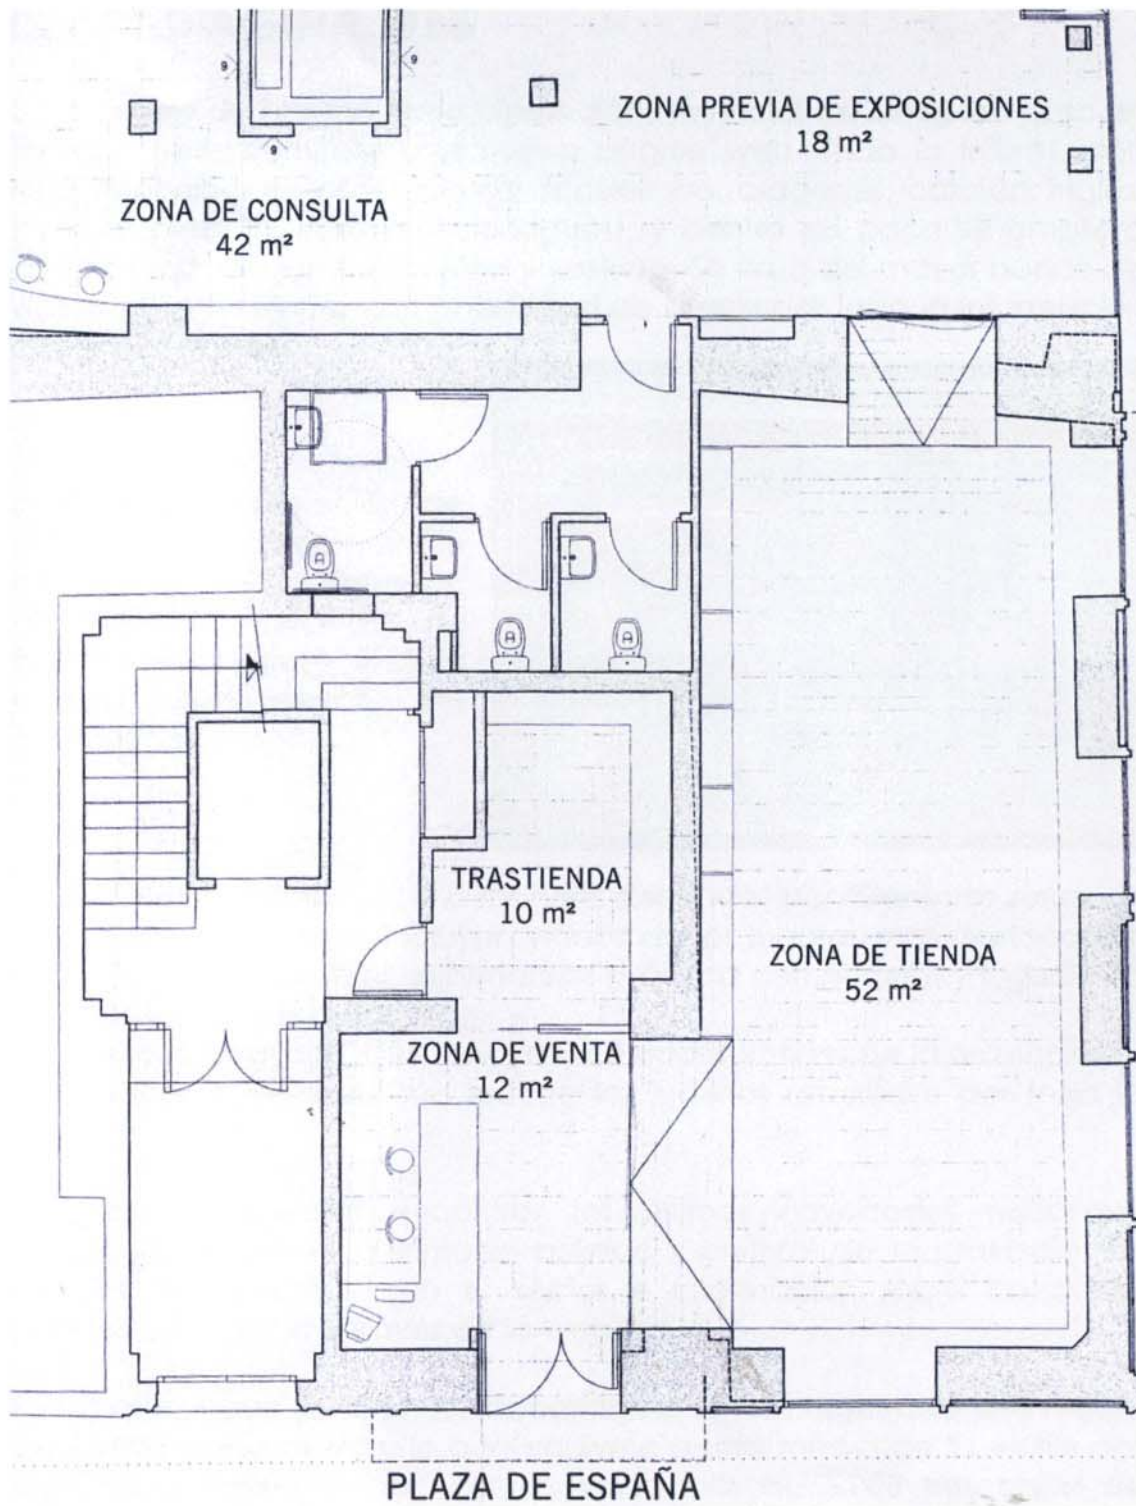 ZONA PREVIA DE EXPOSICIONES
18 m²
ZONA DE CONSULTA
42 m²
TRASTIENDA
10 m²
ZONA DE TIENDA
52 m²
ZONA DE VENTA
12 m²
PLAZA DE ESPAÑA